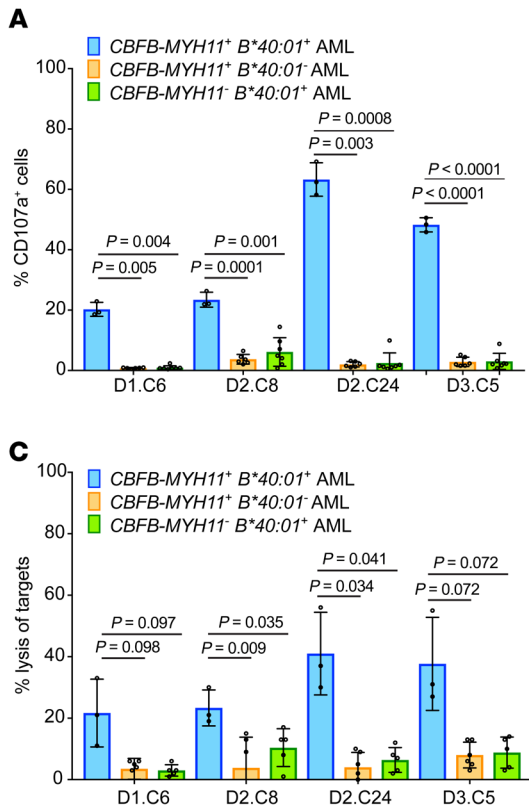 A
CBFB-MYH11+ B*40:01+ AML
CBFB-MYH11+ B*40:01- AML
CBFB-MYH11- B*40:01+ AML
% CD107a+ cells
100
80
60
40
20
0
P = 0.004
P = 0.005
P = 0.001
P = 0.0001
P = 0.0008
P = 0.003
P < 0.0001
P < 0.0001
D1.C6 D2.C8 D2.C24 D3.C5
C
CBFB-MYH11+ B*40:01+ AML
CBFB-MYH11+ B*40:01- AML
CBFB-MYH11- B*40:01+ AML
% lysis of targets
100
80
60
40
20
0
P = 0.097
P = 0.098
P = 0.035
P = 0.009
P = 0.041
P = 0.034
P = 0.072
P = 0.072
D1.C6 D2.C8 D2.C24 D3.C5